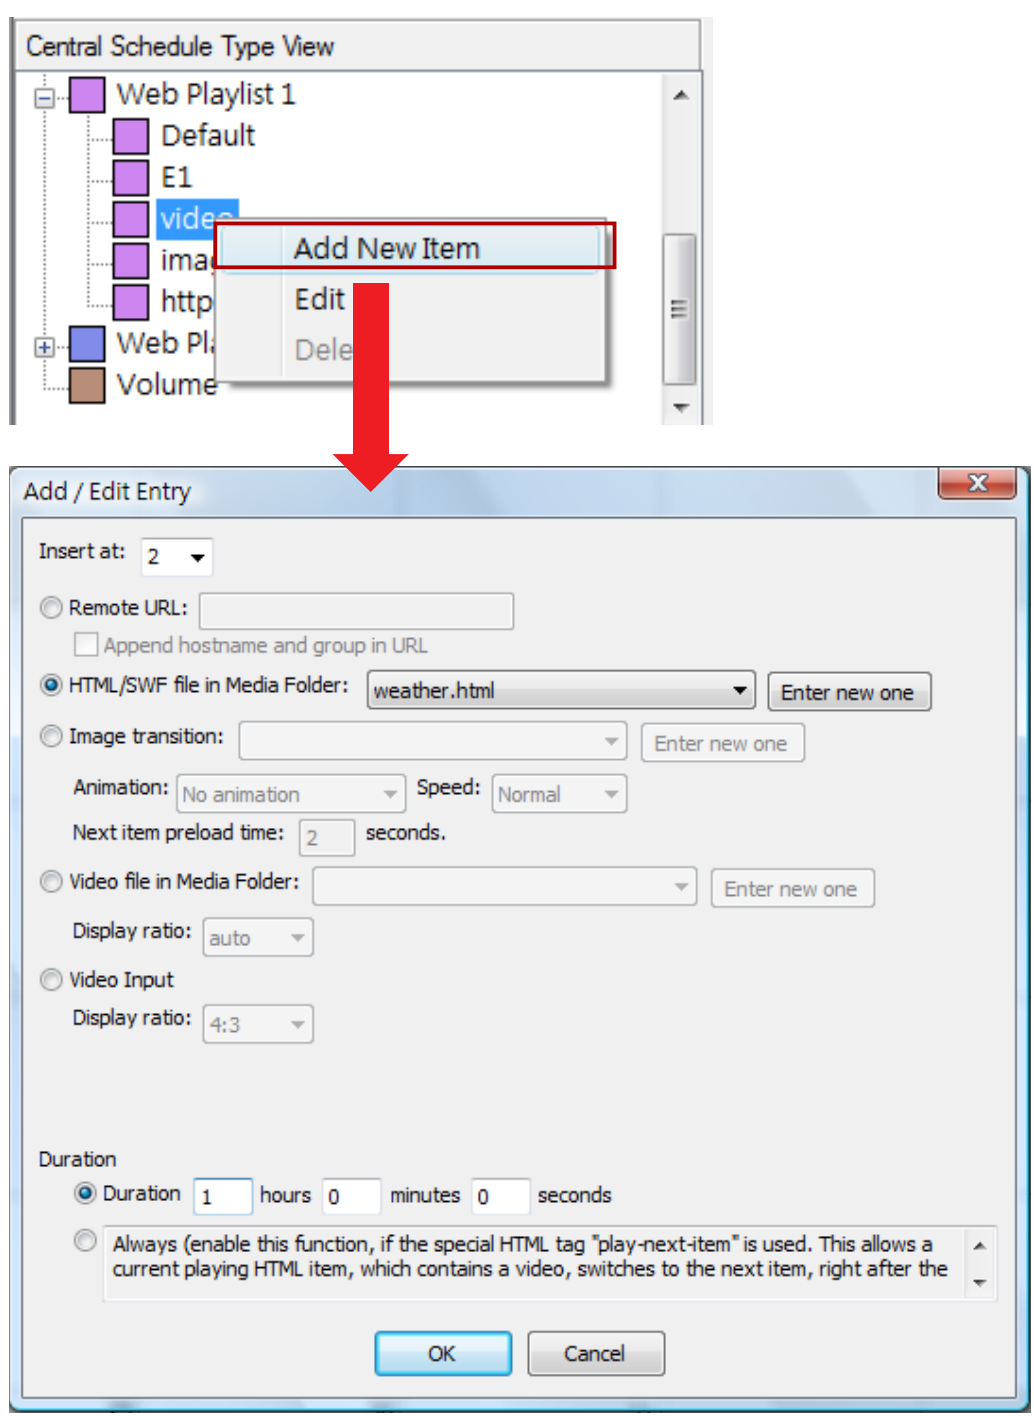 Central Schedule Type View
Web Playlist 1
Default
E1
video
Add New Item
http
Edit
Volume
Add / Edit Entry
Insert at: 2
Remote URL:
Append hostname and group in URL
HTML/SWF file in Media Folder: weather.html Enter new one
Image transition: Enter new one
Animation: No animation Speed: Normal
Next item preload time: 2 seconds.
Video file in Media Folder: Enter new one
Display ratio: auto
Video Input
Display ratio: 4:3
Duration
Duration 1 hours 0 minutes 0 seconds
Always (enable this function, if the special HTML tag "play-next-item" is used. This allows a
current playing HTML item, which contains a video, switches to the next item, right after the
OK Cancel